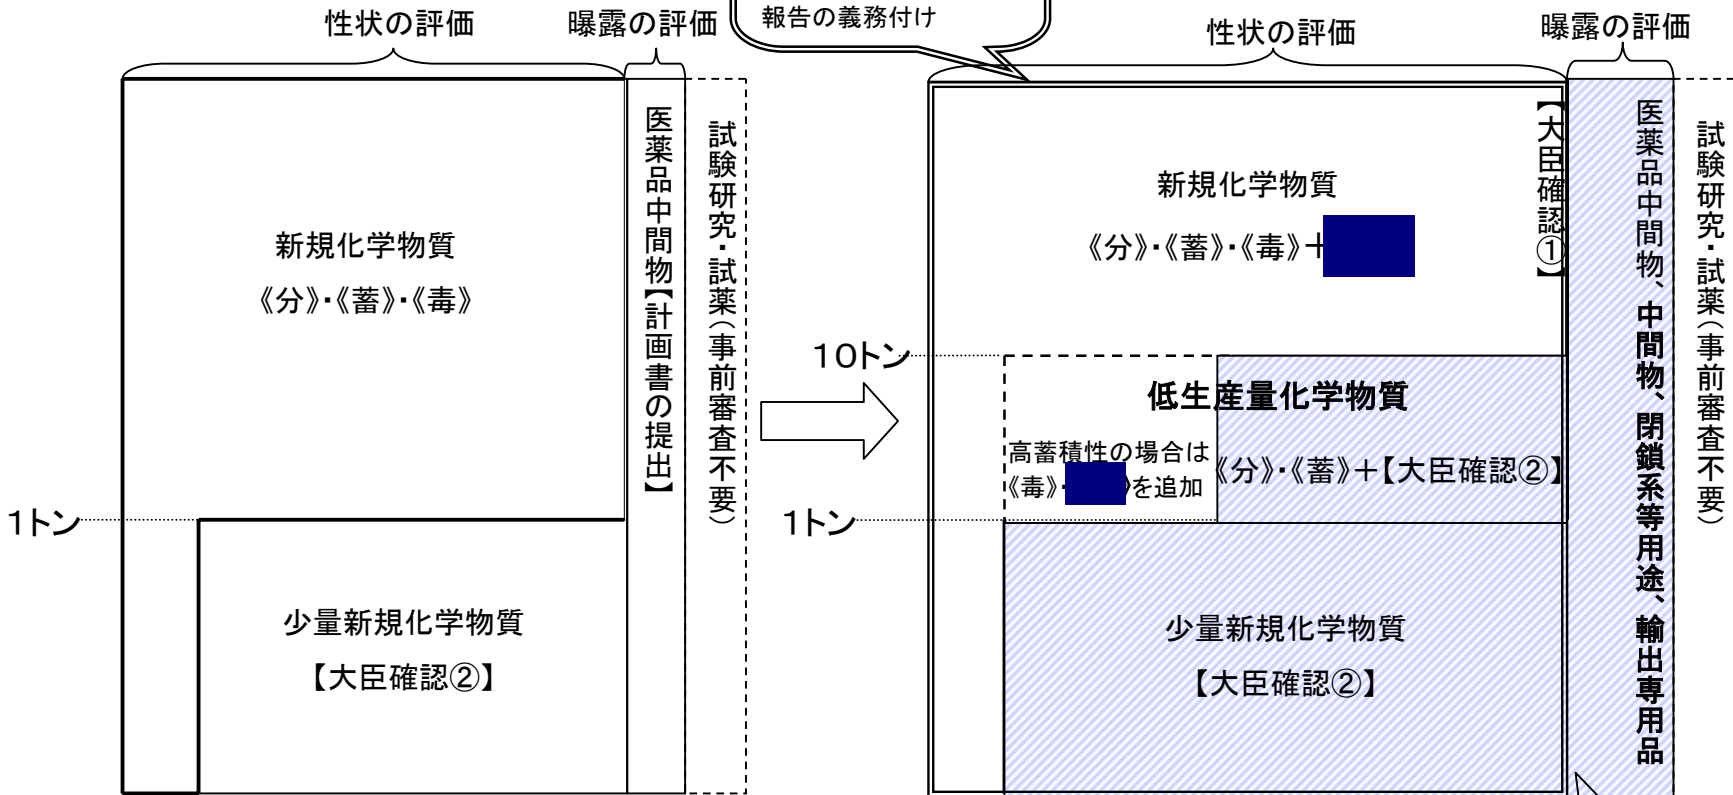 性状の評価
曝露の評価
医薬品中間物【計画書の提出】
試験研究・試薬（事前審査不要）
新規化学物質
《分》・《蓄》・《毒》
1トン
少量新規化学物質
【大臣確認②】
報告の義務付け
性状の評価
曝露の評価
【大臣確認①】
医薬品中間物、中間物、閉鎖系等用途、輸出専用品
試験研究・試薬（事前審査不要）
新規化学物質
《分》・《蓄》・《毒》＋
10トン
低生産量化学物質
高蓄積性の場合は
《毒》・》を追加
《分》・《蓄》＋【大臣確認②】
1トン
少量新規化学物質
【大臣確認②】